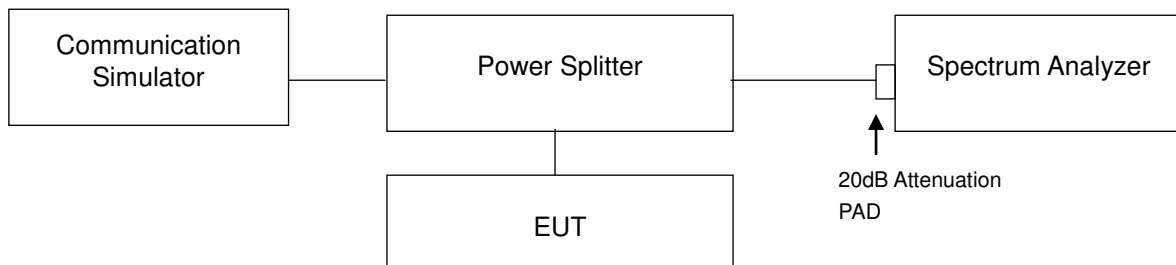 Communication
Simulator
Power Splitter
Spectrum Analyzer
20dB Attenuation
PAD
EUT